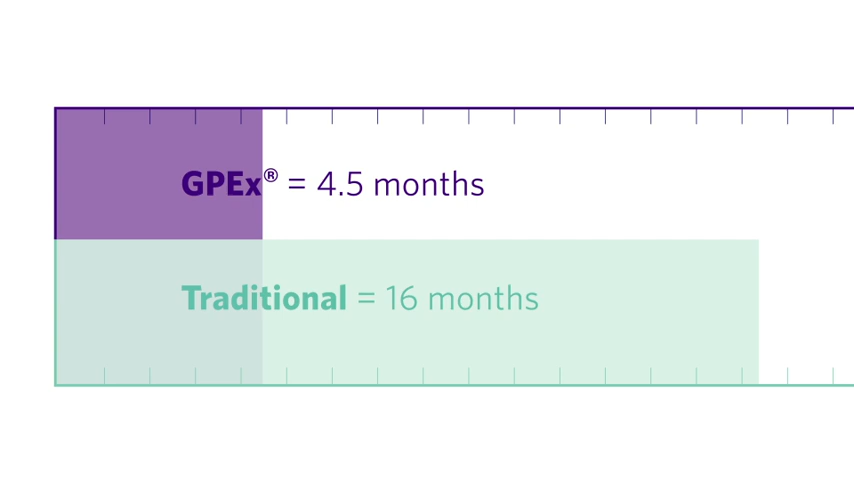 GPEx® = 4.5 months
Traditional = 16 months